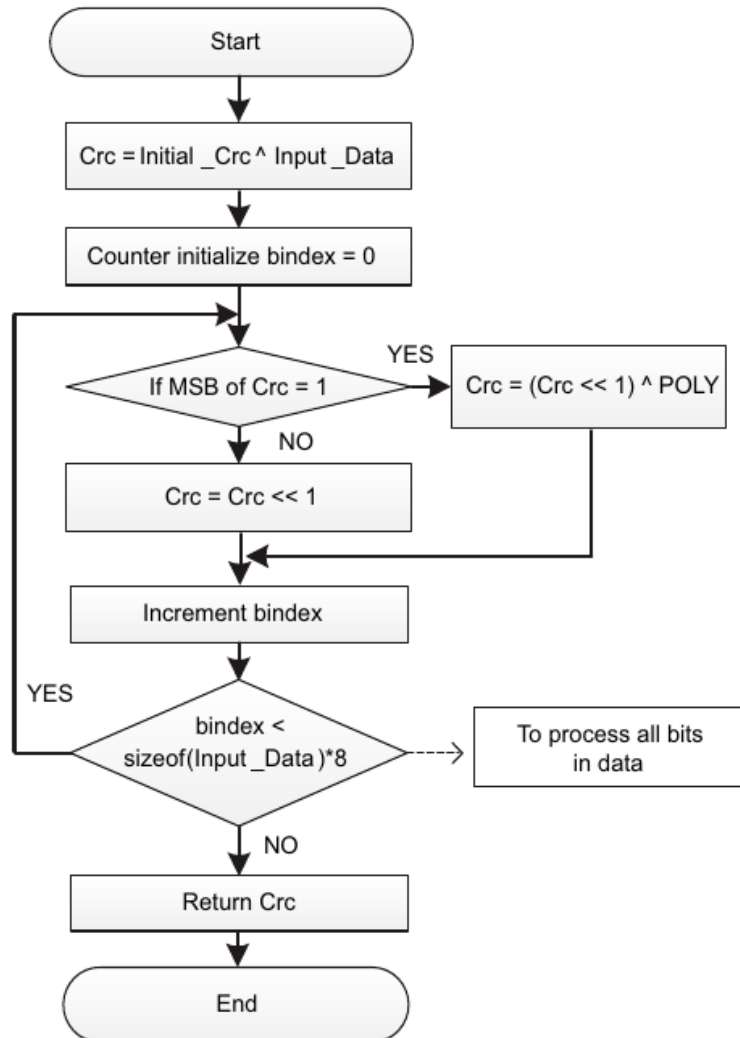 Start
Crc = Initial _Crc ^ Input _Data
Counter initialize bindex = 0
If MSB of Crc = 1
YES
Crc = (Crc << 1) ^ POLY
NO
Crc = Crc << 1
Increment bindex
YES
bindex <
sizeof(Input _Data)*8
To process all bits
in data
NO
Return Crc
End